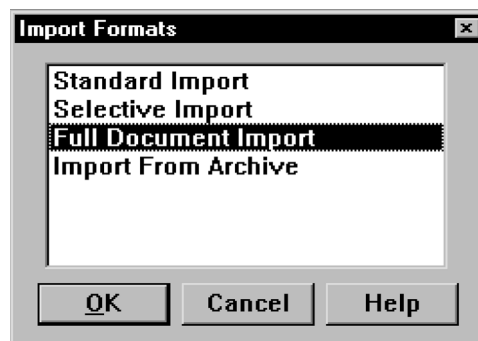 Import Formats
Standard Import
Selective Import
Full Document Import
Import From Archive
OK Cancel Help